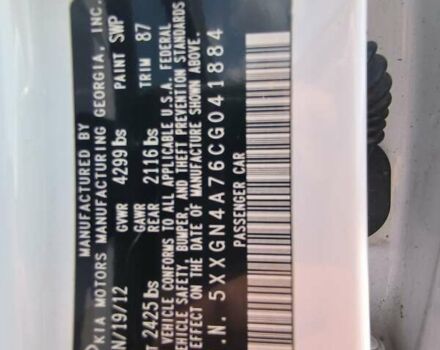 MANUFACTURED BY
KIA MOTORS MANUFACTURING GEORGIA, INC.
N/19/12 GVWR 4299 lbs PAINT SWP
GAWR
T 2425 lbs REAR 2116 lbs TRIM 87
VEHICLE CONFORMS TO ALL APPLICABLE U.S.A. FEDERAL
VEHICLE SAFETY, BUMPER, AND THEFT PREVENTION STANDARDS
EFFECT ON THE DATE OF MANUFACTURE SHOWN ABOVE.
.N. 5XXGN4A76CG041884
PASSENGER CAR